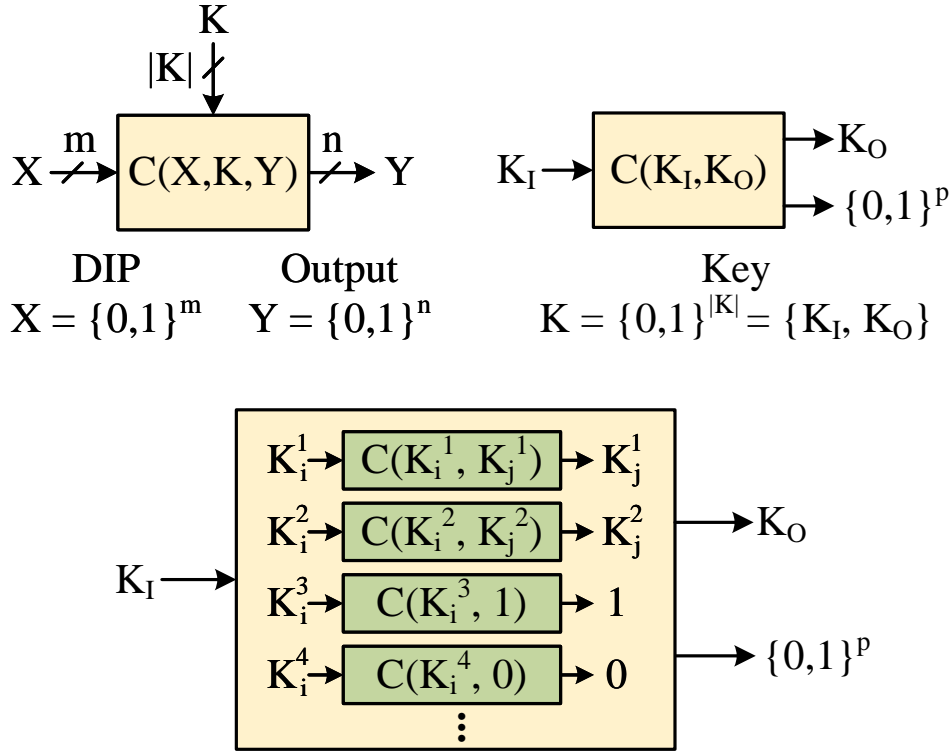 K
|K|
m
X
C(X,K,Y)
n
Y
DIP
Output
X = {0,1}^m
Y = {0,1}^n
K_I
C(K_I,K_O)
K_O
{0,1}^p
Key
K = {0,1}^|K| = {K_I, K_O}
K_I
K_i^1 C(K_i^1, K_j^1) K_j^1
K_i^2 C(K_i^2, K_j^2) K_j^2
K_i^3 C(K_i^3, 1) 1
K_i^4 C(K_i^4, 0) 0
⋮
K_O
{0,1}^p